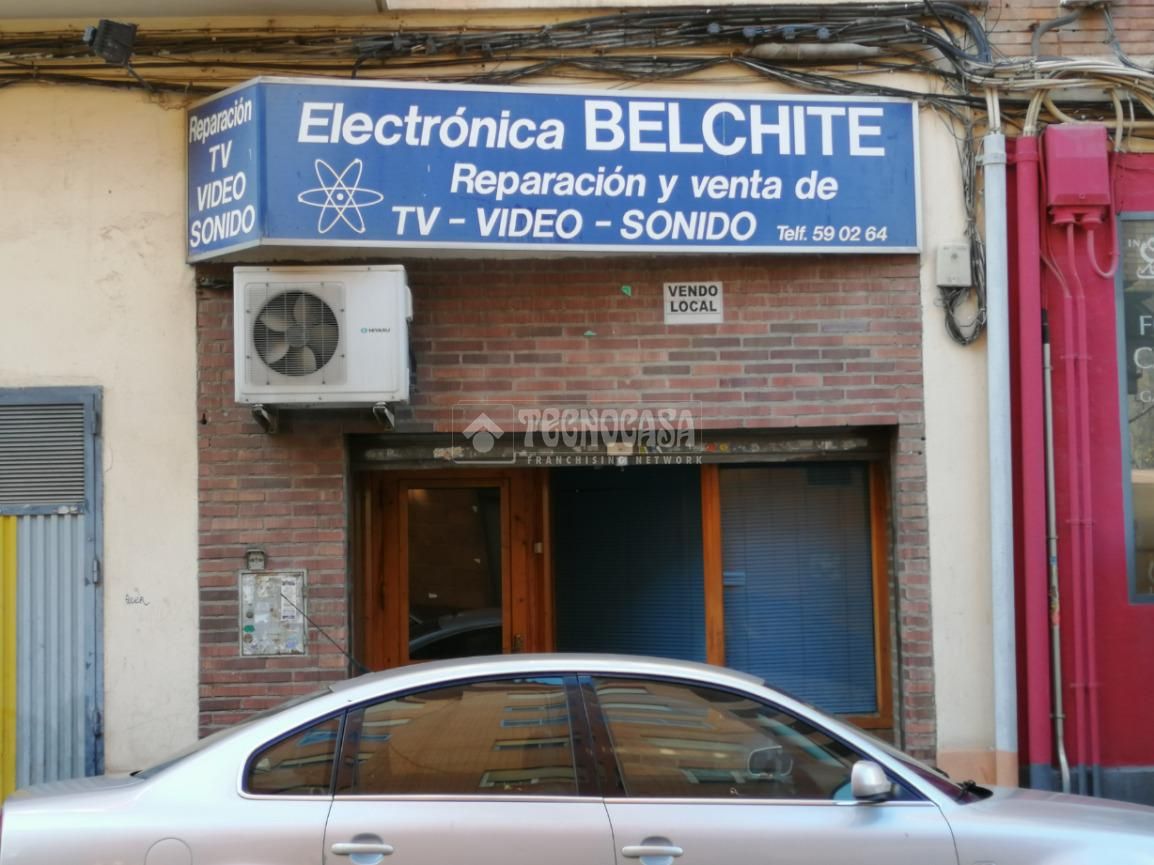 Reparación
TV
VIDEO
SONIDO
Electrónica BELCHITE
Reparación y venta de
TV - VIDEO - SONIDO Telf. 59 02 64
VENDO
LOCAL
TECNOCASA
FRANCHISING NETWORK